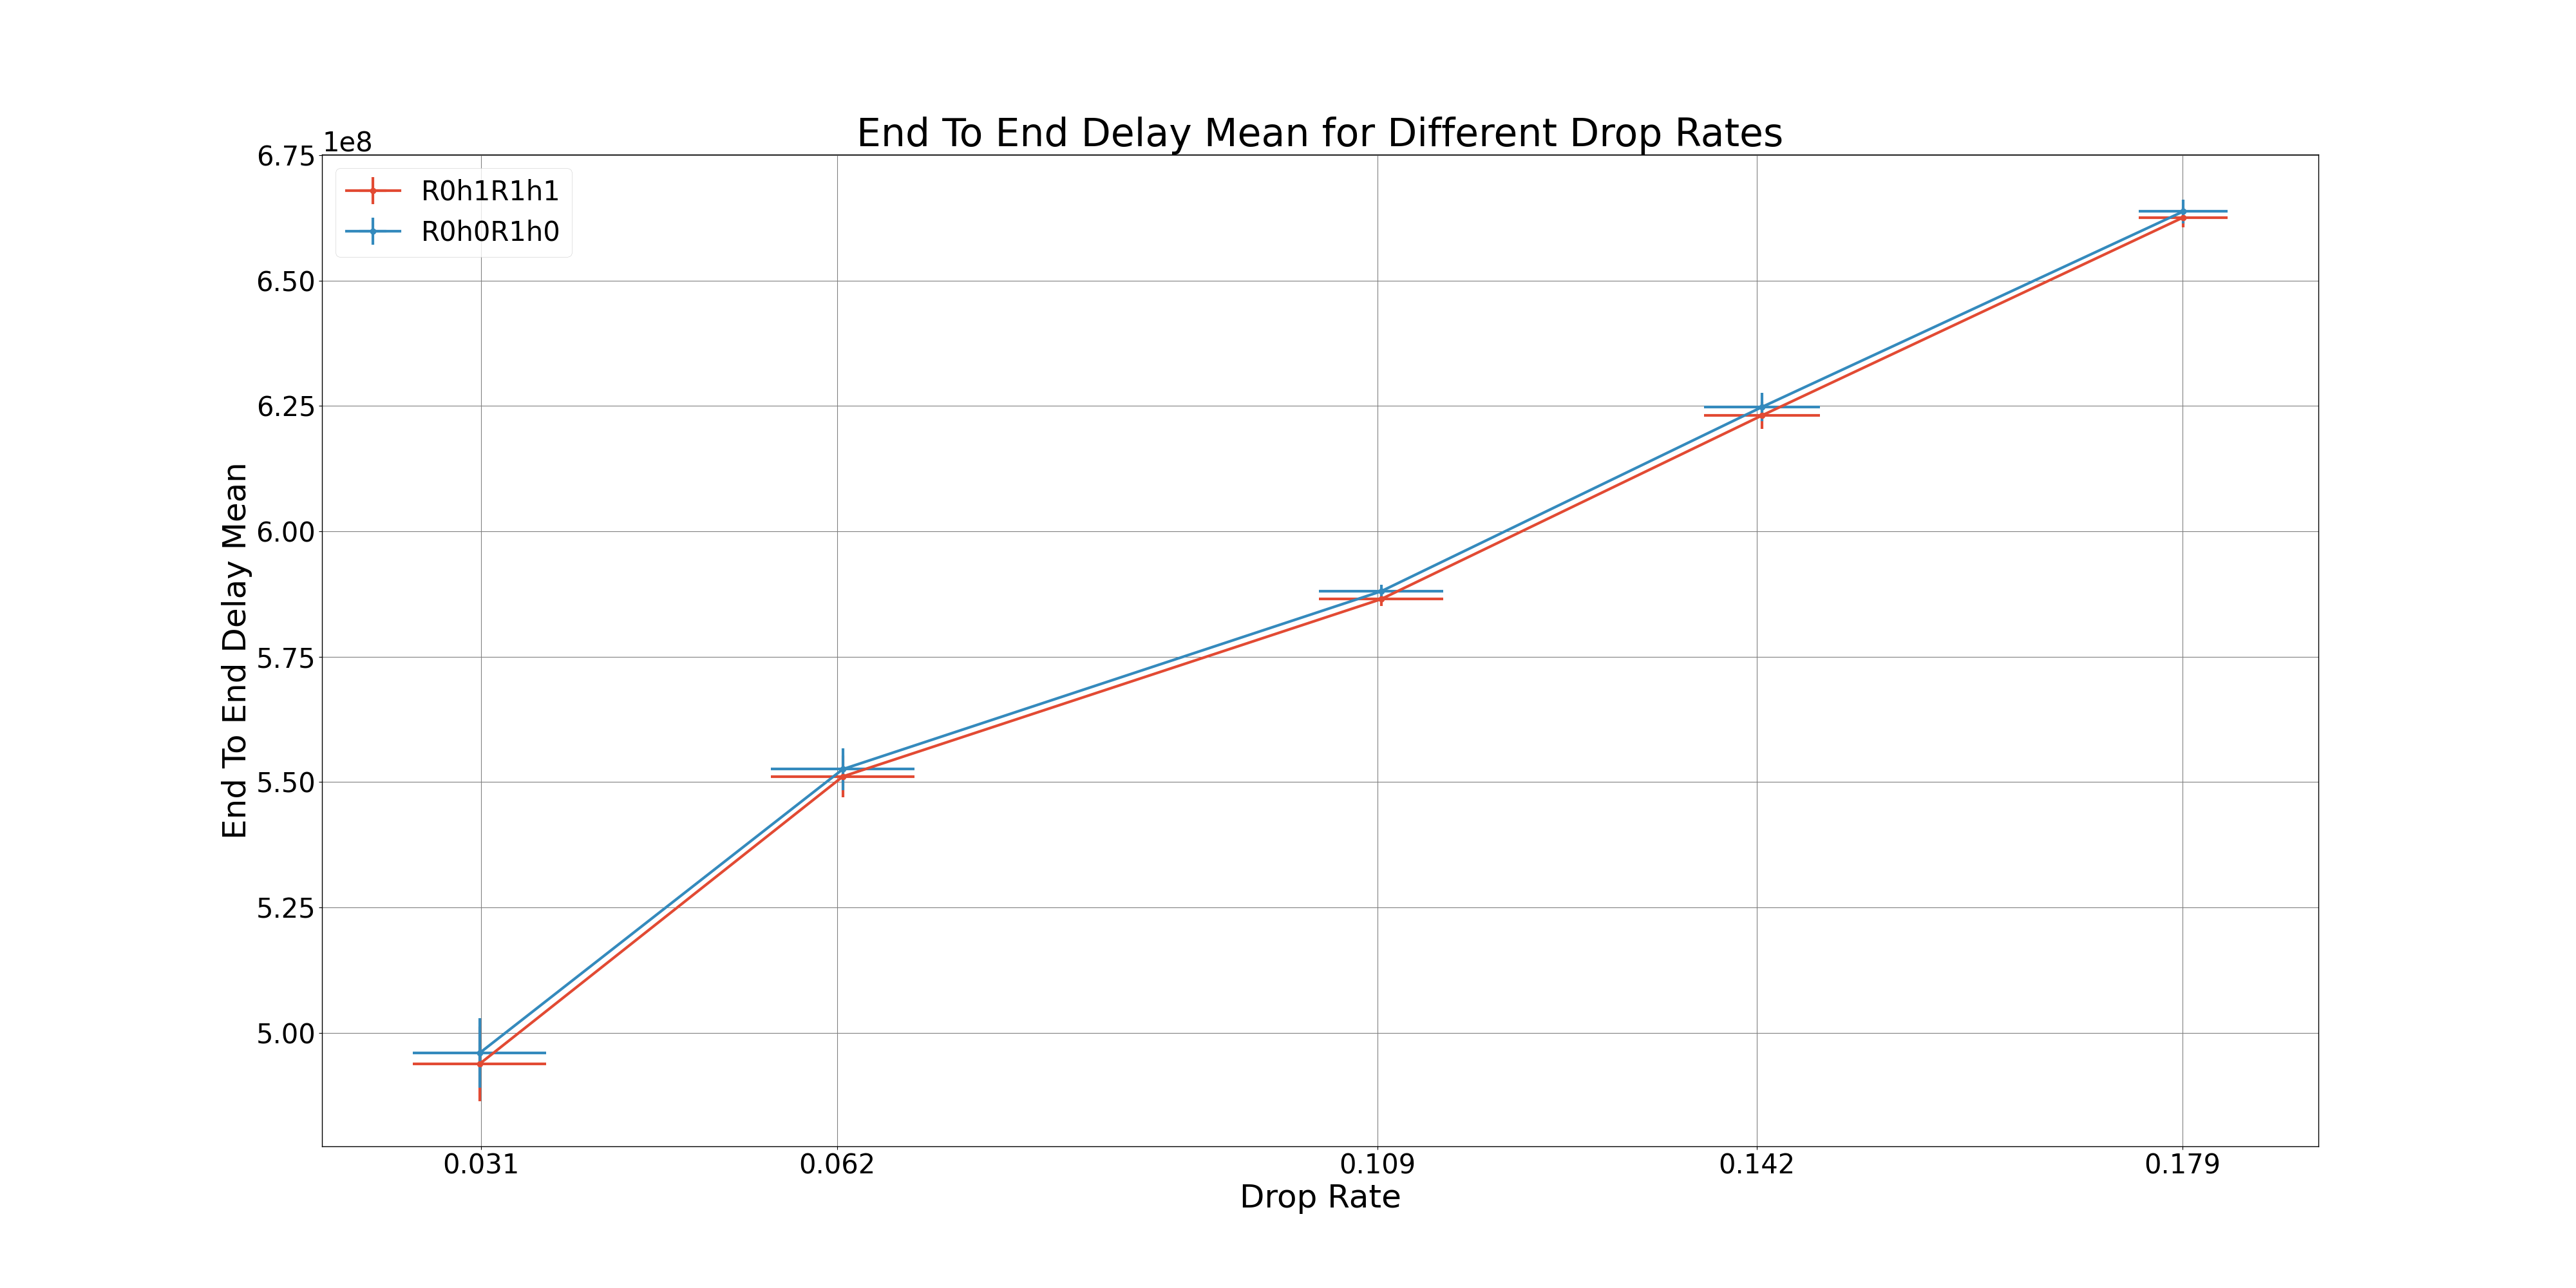 End To End Delay Mean for Different Drop Rates
1e8
R0h1R1h1
R0h0R1h0
6.75
6.50
6.25
6.00
5.75
5.50
5.25
5.00
End To End Delay Mean
0.031 0.062 0.109 0.142 0.179
Drop Rate